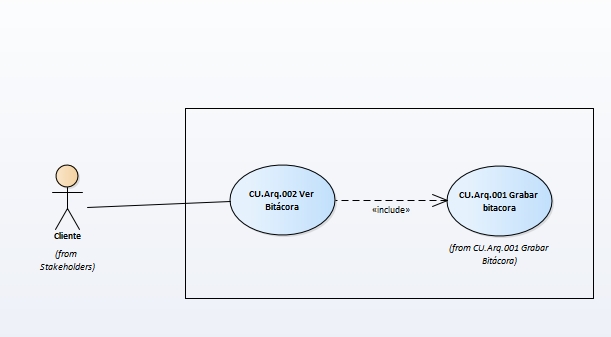 CU.Arq.002 Ver
Bitácora
CU.Arq.001 Grabar
bitacora
«include»
Cliente
(from
Stakeholders)
(from CU.Arq.001 Grabar
Bitácora)